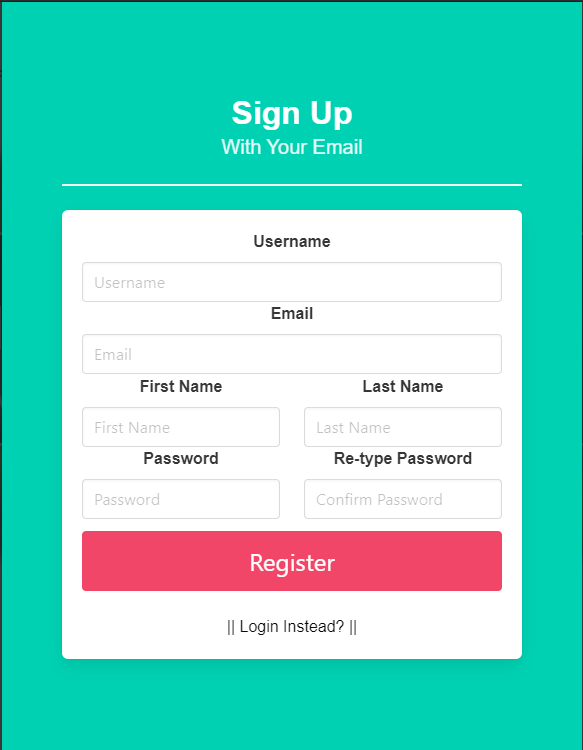 Sign Up
With Your Email
Username
Username
Email
Email
First Name Last Name
First Name Last Name
Password Re-type Password
Password Confirm Password
Register
|| Login Instead? ||